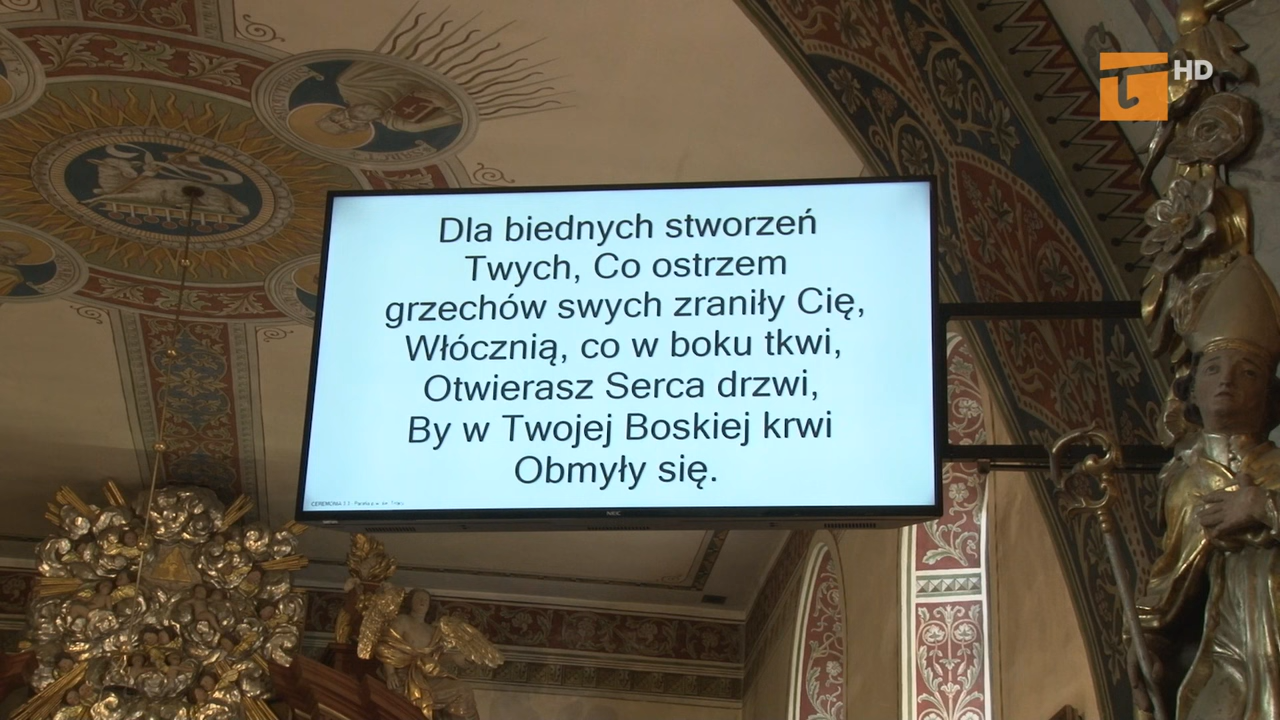 HD
Dla biednych stworzeń
Twych, Co ostrzem
grzechów swych zraniły Cię,
Włócznią, co w boku tkwi,
Otwierasz Serca drzwi,
By w Twojej Boskiej krwi
Obmyły się.
NEC